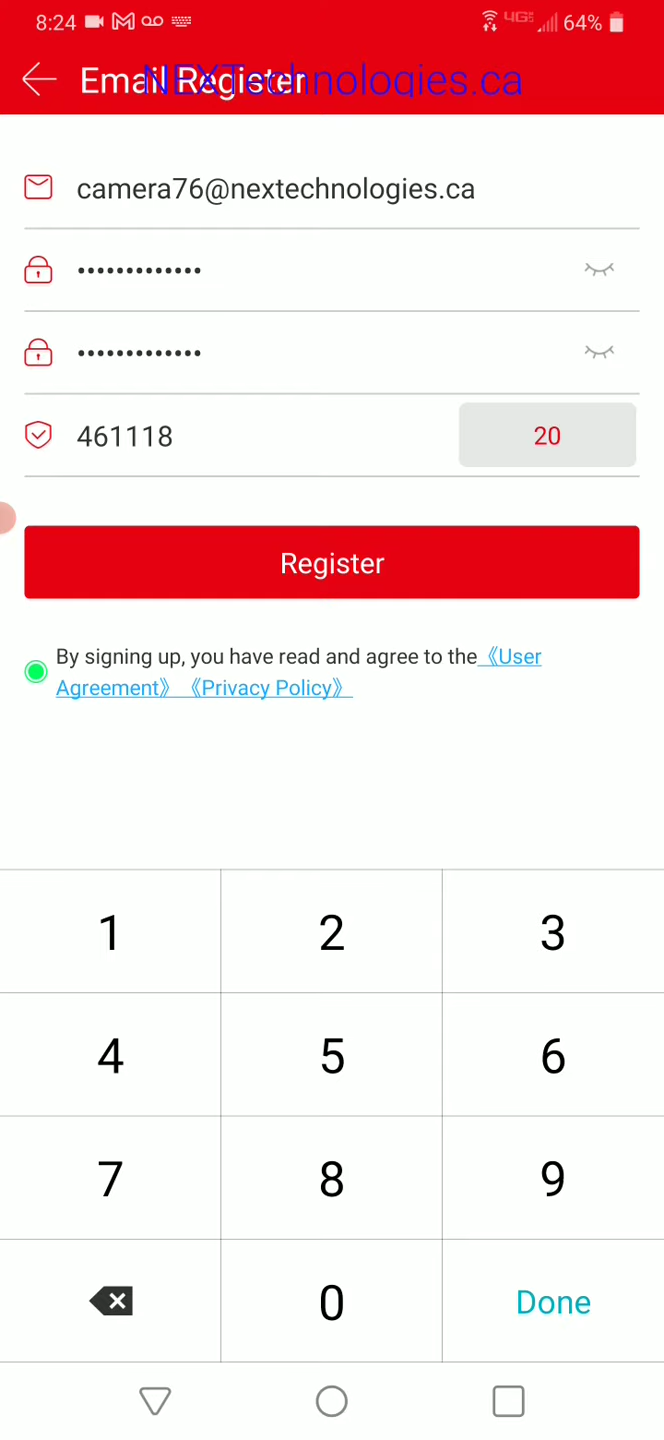 8:24 4G 64%
Email Register
NEXTechnologies.ca
camera76@nextechnologies.ca
•••••••••••••
•••••••••••••
461118 20
Register
By signing up, you have read and agree to the《User
Agreement》《Privacy Policy》
1 2 3
4 5 6
7 8 9
0 Done